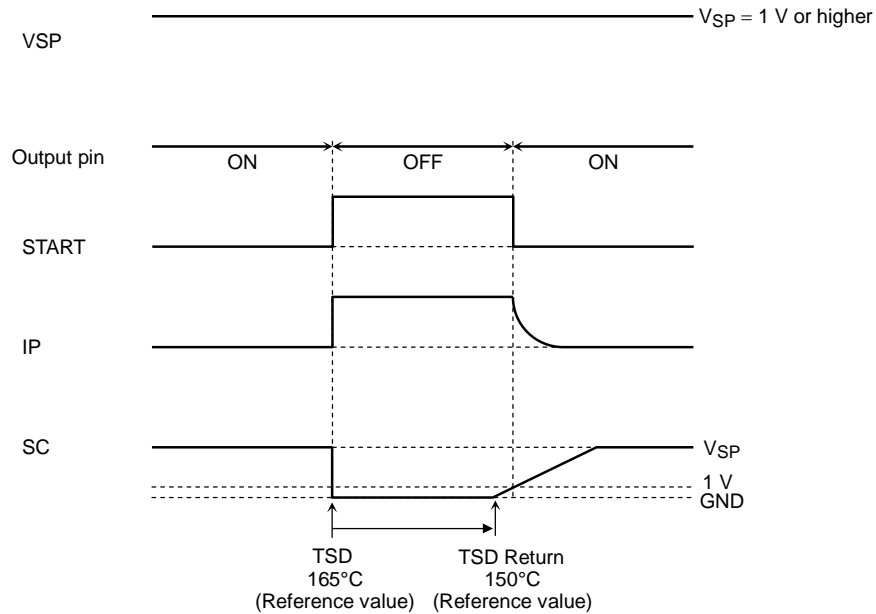 V_SP = 1 V or higher
VSP
Output pin
ON
OFF
ON
START
IP
SC
V_SP
1 V
GND
TSD
165°C
(Reference value)
TSD Return
150°C
(Reference value)